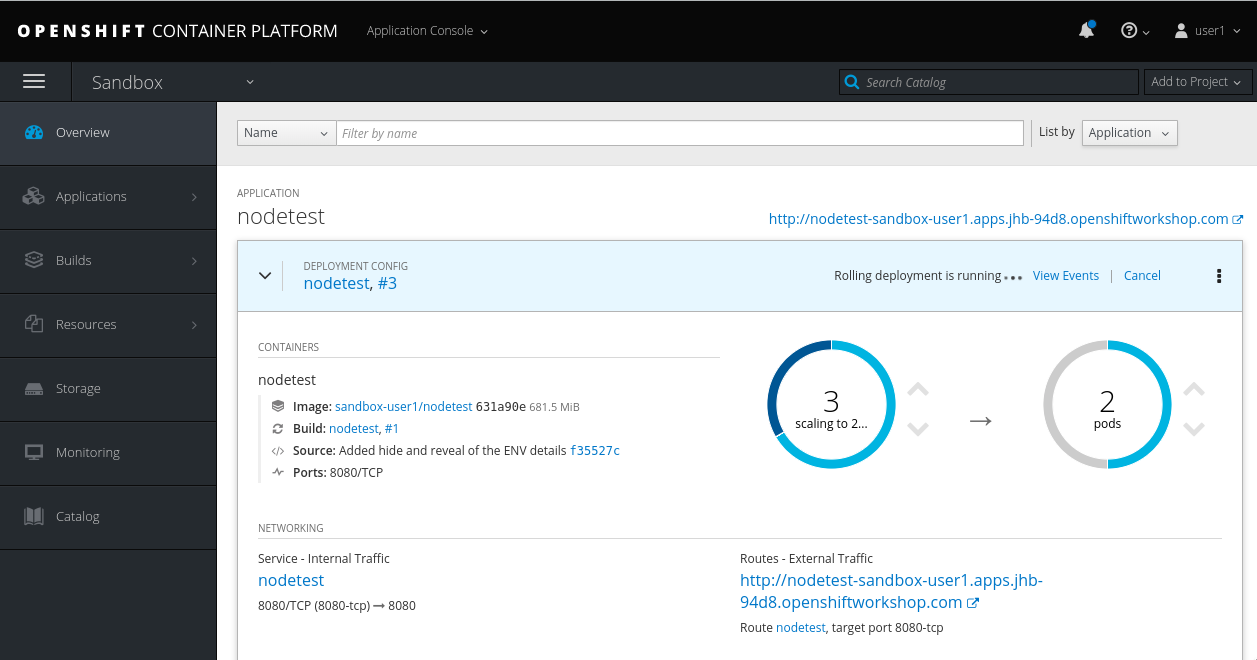 OPENSHIFT CONTAINER PLATFORM Application Console user1
Sandbox Search Catalog Add to Project
Overview
Applications
Builds
Resources
Storage
Monitoring
Catalog
Name Filter by name List by Application
APPLICATION
nodetest http://nodetest-sandbox-user1.apps.jhb-94d8.openshiftworkshop.com
DEPLOYMENT CONFIG
nodetest, #3
Rolling deployment is running... View Events | Cancel
CONTAINERS
nodetest
Image: sandbox-user1/nodetest 631a90e 681.5 MiB
Build: nodetest, #1
Source: Added hide and reveal of the ENV details f35527c
Ports: 8080/TCP
3
scaling to 2...
→
2
pods
NETWORKING
Service - Internal Traffic
nodetest
8080/TCP (8080-tcp) → 8080
Routes - External Traffic
http://nodetest-sandbox-user1.apps.jhb-
94d8.openshiftworkshop.com
Route nodetest, target port 8080-tcp